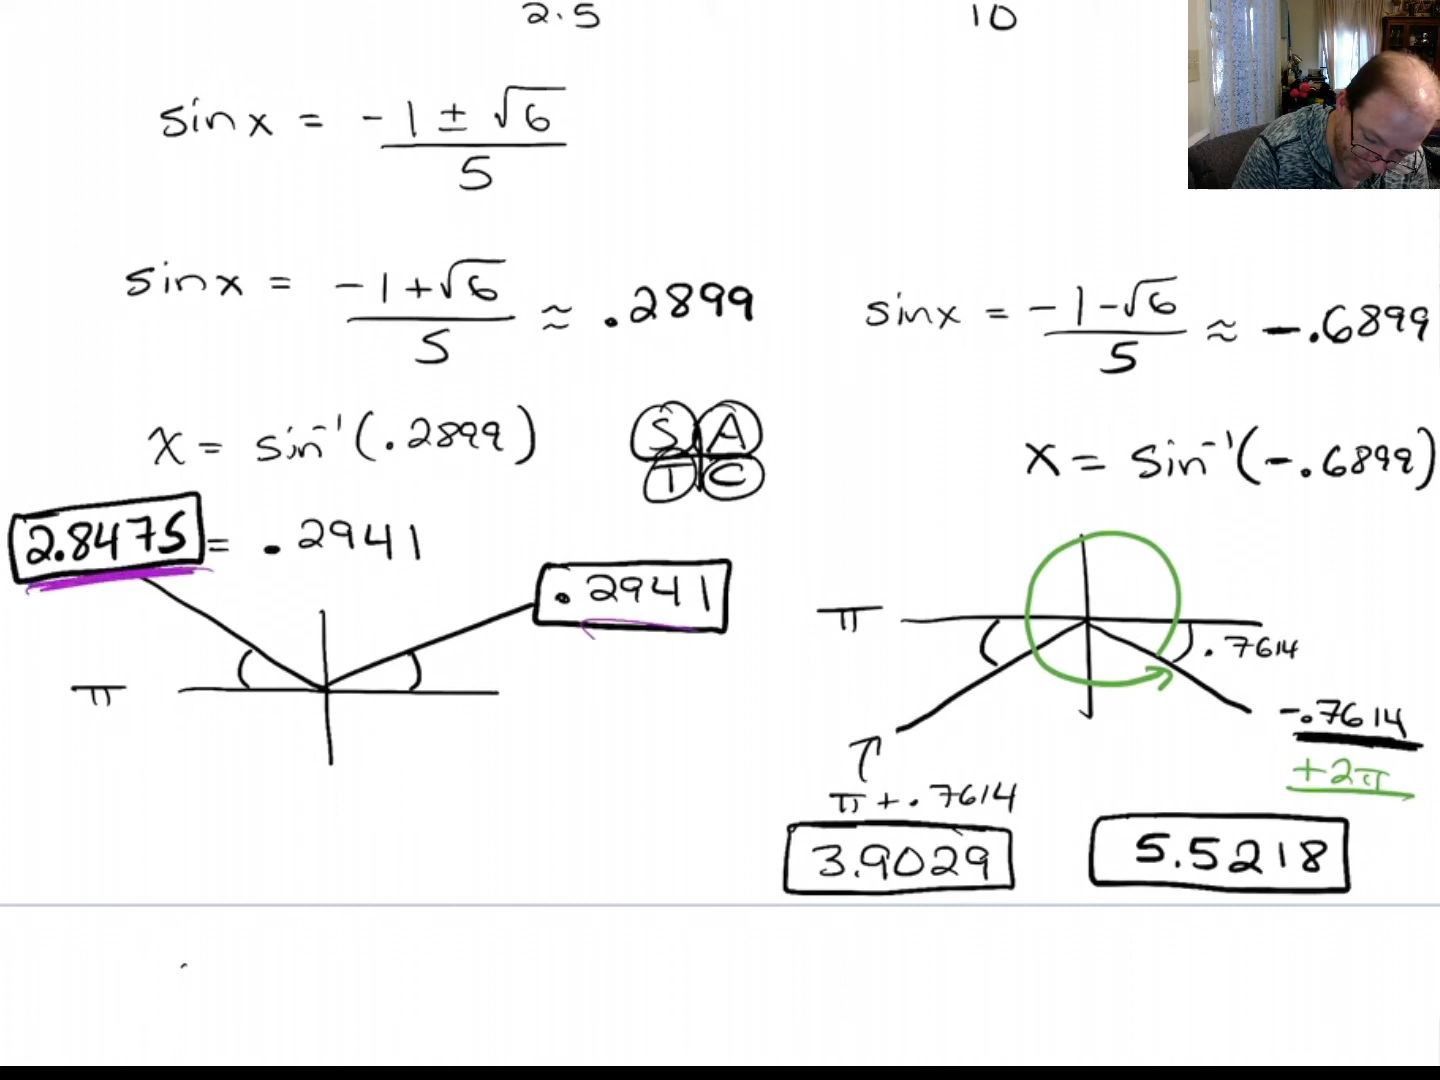 2.5
10
sin x = -1 ± √6 / 5
sin x = -1 + √6 / 5 ≈ .2899
x = sin⁻¹(.2899)
S A
T C
2.8475 = .2941
.2941
π
sin x = -1 - √6 / 5 ≈ -.6899
x = sin⁻¹(-.6899)
π
.7614
-.7614
+2π
π + .7614
3.9029
5.5218